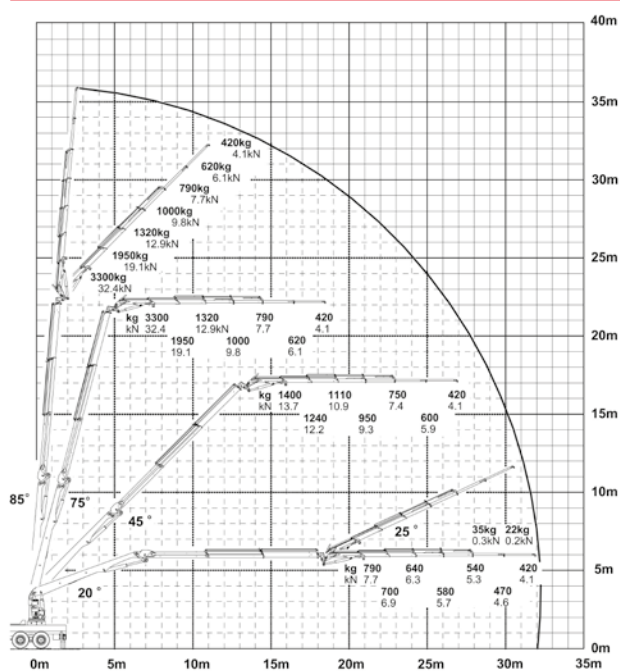 40m
35m
420kg
4.1kN
30m
620kg
6.1kN
790kg
7.7kN
1000kg
9.8kN
1320kg
12.9kN
1950kg
19.1kN
25m
3300kg
32.4kN
kg 3300 1320 790 420
kN 32.4 12.9kN 7.7 4.1
20m
1950 1000 620
19.1 9.8 6.1
kg 1400 1110 750 420
kN 13.7 10.9 7.4 4.1
15m
1240 950 600
12.2 9.3 5.9
10m
85°
75°
45°
25°
35kg 22kg
0.3kN 0.2kN
kg 790 640 540 420
kN 7.7 6.3 5.3 4.1
5m
20°
700 580 470
6.9 5.7 4.6
0m
0m 5m 10m 15m 20m 25m 30m 35m